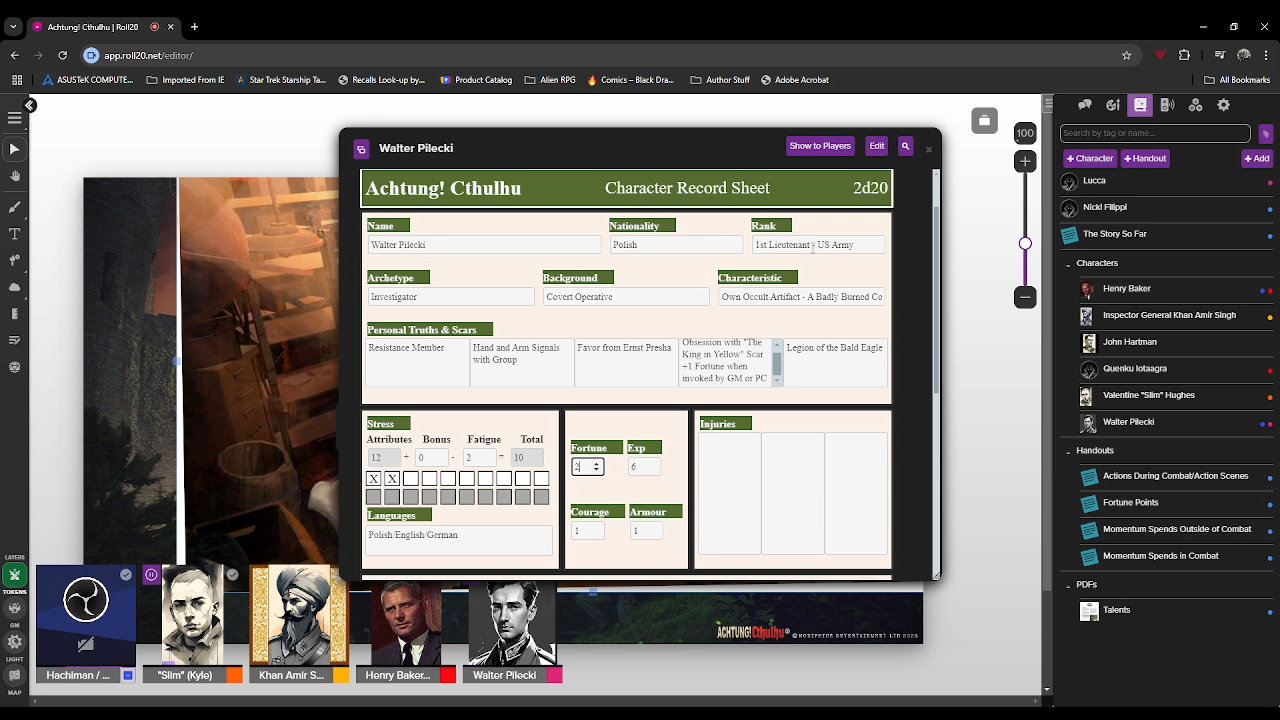 Achtung! Cthulhu | Roll20
app.roll20.net/editor/
ASUSTeK COMPUTE...
Imported From IE
Star Trek Starship Ta...
Recalls Look-up by...
Product Catalog
Alien RPG
Comics – Black Dra...
Author Stuff
Adobe Acrobat
All Bookmarks
Walter Pilecki
Show to Players
Edit
Achtung! Cthulhu
Character Record Sheet
2d20
Name
Nationality
Rank
Walter Pilecki
Polish
1st Lieutenant - US Army
Archetype
Background
Characteristic
Investigator
Covert Operative
Own Occult Artifact - A Badly Burned Co
Personal Truths & Scars
Resistance Member
Hand and Arm Signals
with Group
Favor from Ernst Presha
Obsession with "The
King in Yellow" Scar
+1 Fortune when
invoked by GM or PC
Legion of the Bald Eagle
Stress
Attributes Bonus Fatigue Total
12 + 0 - 2 = 10
X X
Languages
Polish/English/German
Fortune Exp
2 6
Courage Armour
1 1
Injuries
100
Search by tag or name...
+ Character
+ Handout
+ Add
Lucca
Nicki Filippi
The Story So Far
Characters
Henry Baker
Inspector General Khan Amir Singh
John Hartman
Quenku Iotaagra
Valentine "Slim" Hughes
Walter Pilecki
Handouts
Actions During Combat/Action Scenes
Fortune Points
Momentum Spends Outside of Combat
Momentum Spends in Combat
PDFs
Talents
LAYERS
TOKENS
GM
LIGHT
MAP
Hachiman / ...
"Slim" (Kyle)
Khan Amir S...
Henry Baker...
Walter Pilecki
ACHTUNG! Cthulhu® © MODIPHIUS ENTERTAINMENT LTD 2025